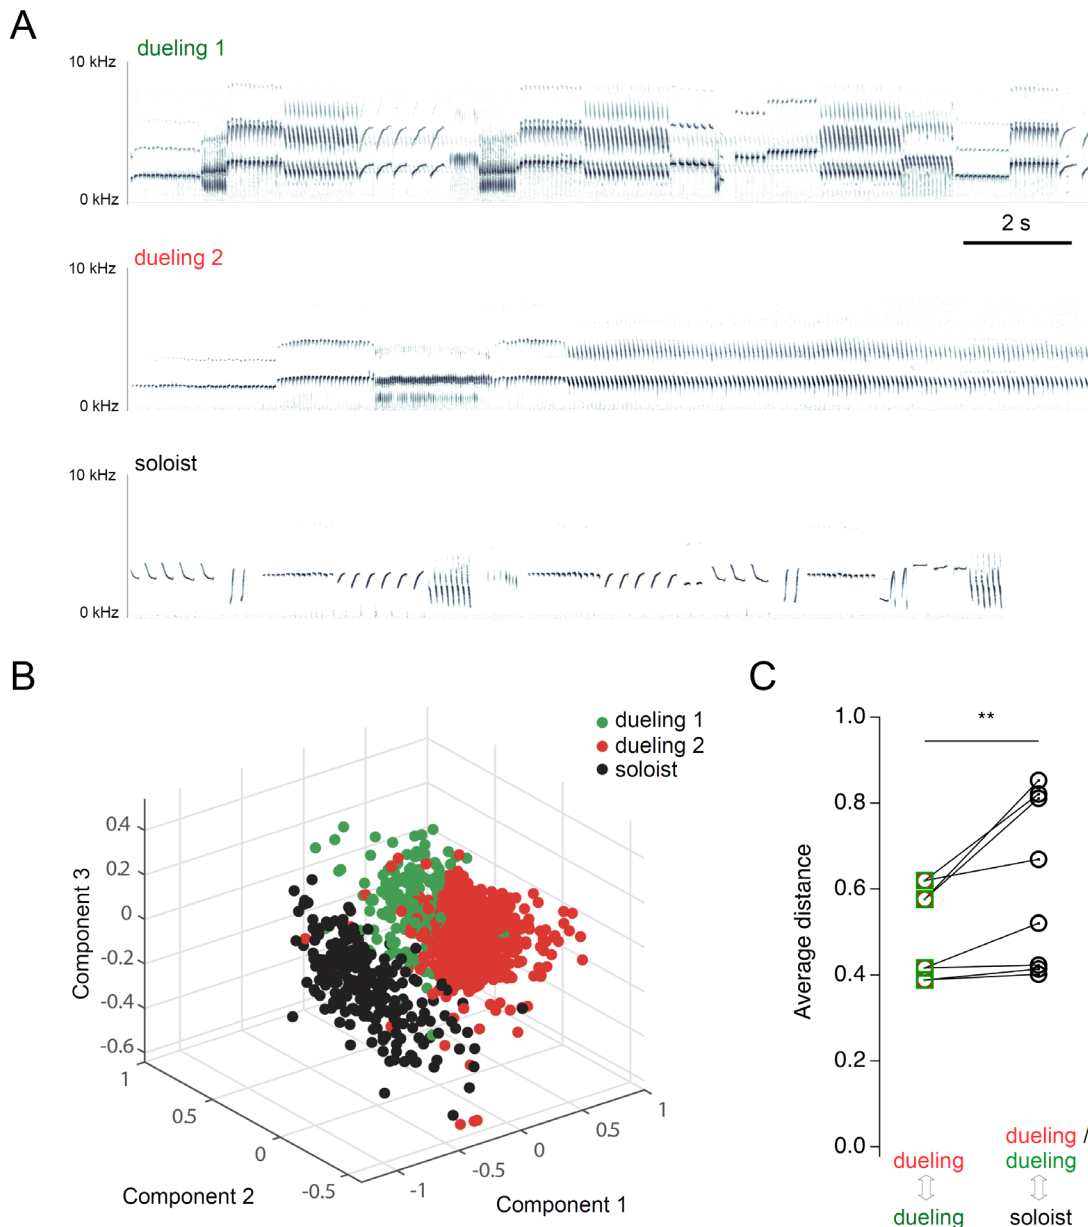 A
dueling 1
10 kHz
0 kHz
2 s
dueling 2
10 kHz
0 kHz
soloist
10 kHz
0 kHz
B
dueling 1
dueling 2
soloist
Component 3
0.4
0.2
0
-0.2
-0.4
-0.6
1
0.5
0
-0.5
Component 2
-1
-0.5
0
0.5
1
Component 1
C
**
Average distance
1.0
0.8
0.6
0.4
0.2
0.0
dueling
dueling
dueling /
dueling
soloist